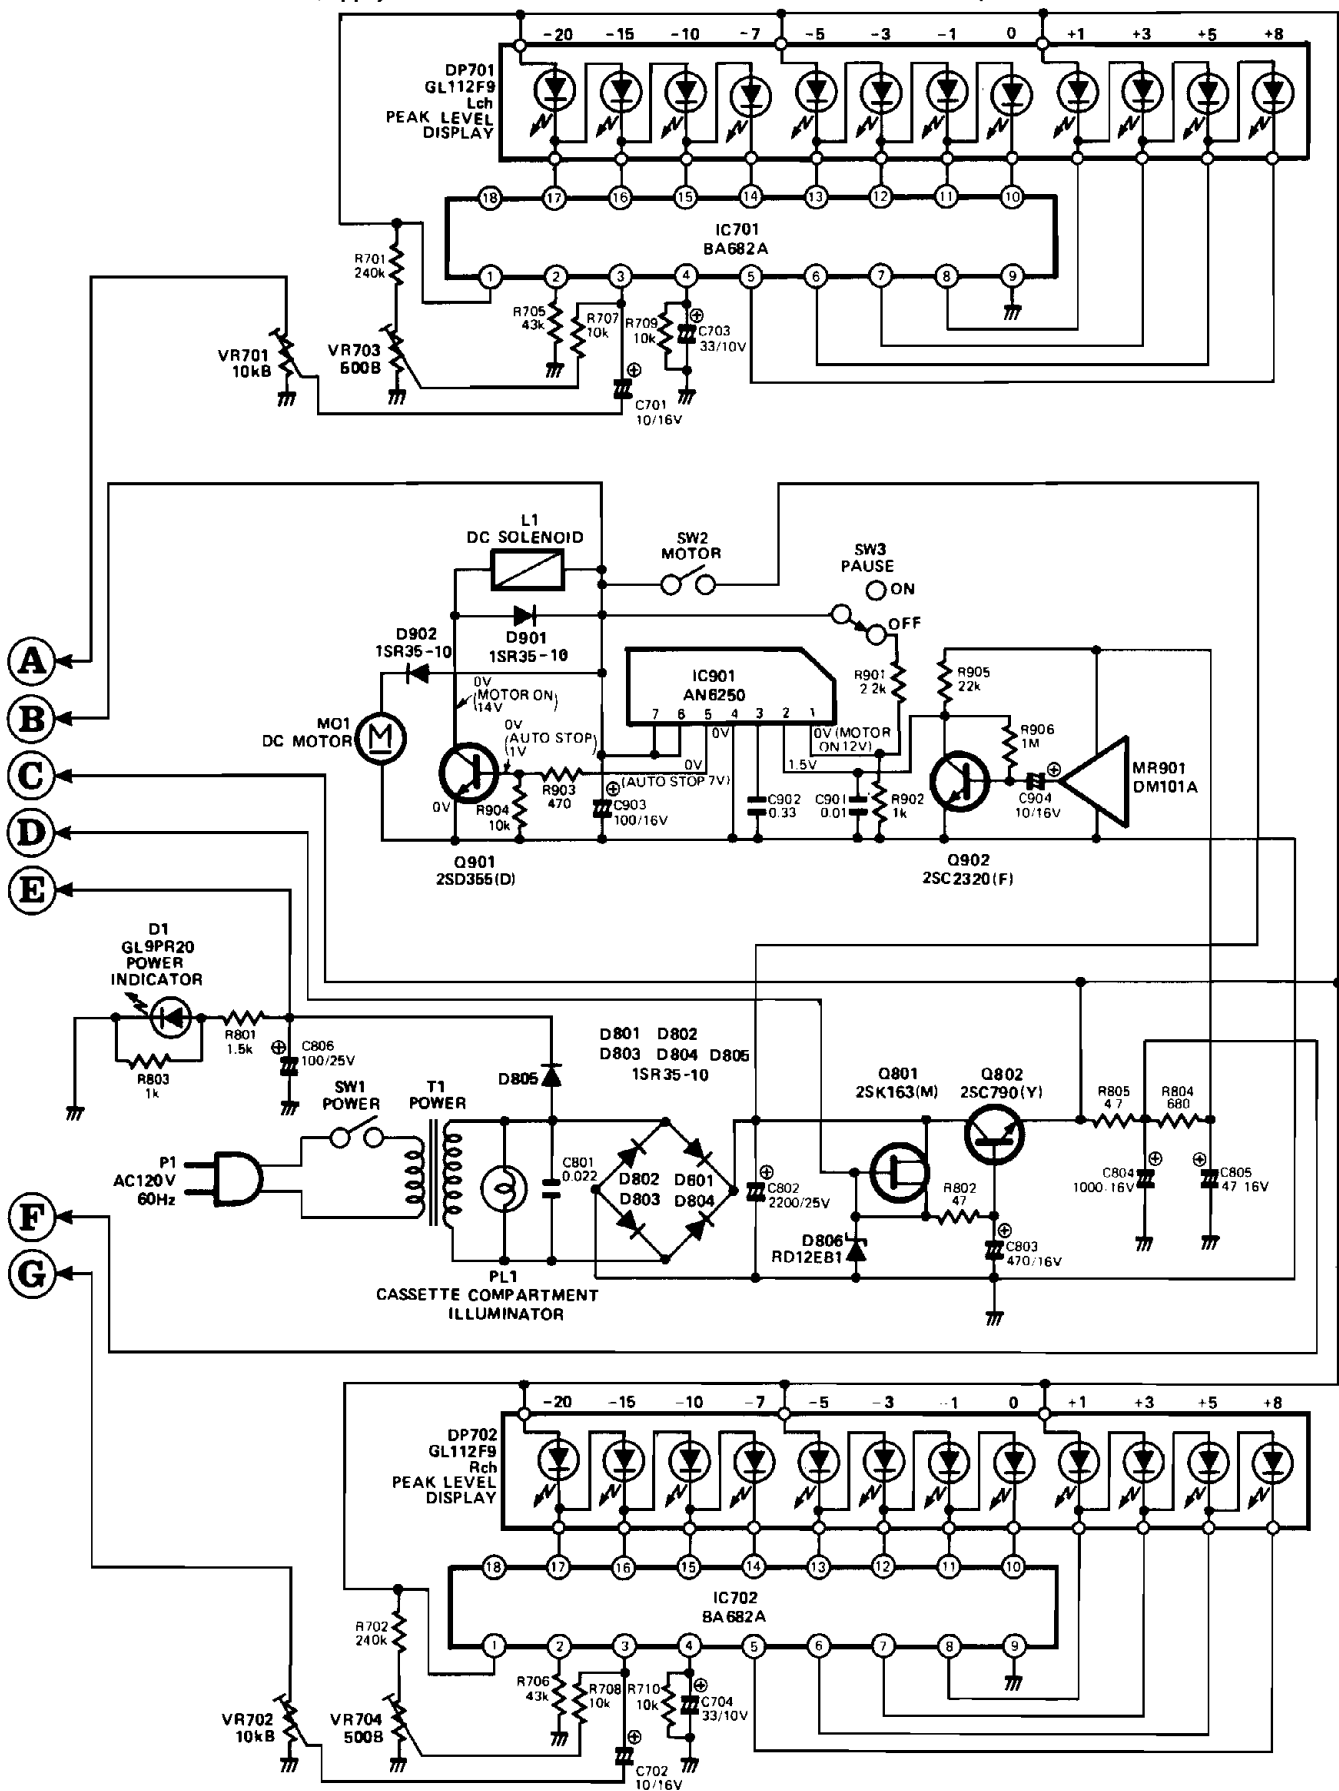 -20 -15 -10 -7 -5 -3 -1 0 +1 +3 +5 +8
DP701
GL112F9
Lch
PEAK LEVEL
DISPLAY
18 17 16 15 14 13 12 11 10
IC701
BA682A
1 2 3 4 5 6 7 8 9
R701
240k
R705
43k
R707
10k
R709
10k
C703
33/10V
VR701
10kB
VR703
500B
C701
10/16V
L1
DC SOLENOID
SW2
MOTOR
SW3
PAUSE
ON
OFF
D902
1SR35-10
D901
1SR35-10
IC901
AN6250
7 6 5 4 3 2 1
R901
2.2k
R905
22k
R906
1M
0V
(MOTOR ON)
14V
0V
(AUTO STOP)
1V
0V
0V (MOTOR
ON 12V)
1.5V
0V
(AUTO STOP 7V)
0V
MO1
DC MOTOR
M
R903
470
R904
10k
C903
100/16V
C902
0.33
C901
0.01
R902
1k
C904
10/16V
MR901
DM101A
Q901
2SD355(D)
Q902
2SC2320(F)
A
B
C
D
E
F
G
D1
GL9PR20
POWER
INDICATOR
R801
1.5k
C806
100/25V
R803
1k
SW1
POWER
T1
POWER
D805
D801 D802
D803 D804 D805
1SR35-10
P1
AC120V
60Hz
C801
0.022
D802 D801
D803 D804
C802
2200/25V
PL1
CASSETTE COMPARTMENT
ILLUMINATOR
Q801
2SK163(M)
Q802
2SC790(Y)
R802
47
D806
RD12EB1
C803
470/16V
R805
47
R804
680
C804
1000-16V
C805
47 16V
-20 -15 -10 -7 -5 -3 -1 0 +1 +3 +5 +8
DP702
GL112F9
Rch
PEAK LEVEL
DISPLAY
18 17 16 15 14 13 12 11 10
IC702
BA682A
1 2 3 4 5 6 7 8 9
R702
240k
R706
43k
R708
10k
R710
10k
C704
33/10V
VR702
10kB
VR704
500B
C702
10/16V